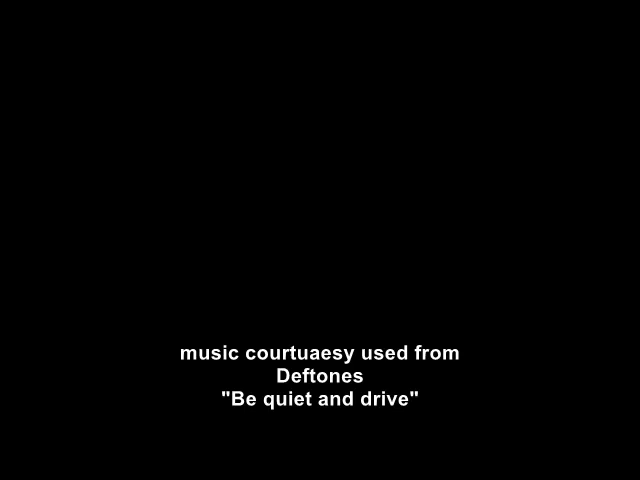 music courtuaesy used from
Deftones
"Be quiet and drive"